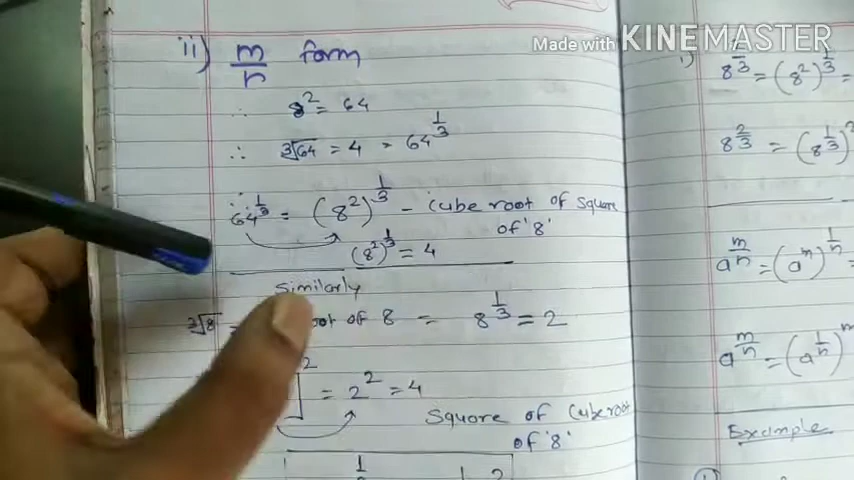 Made with KINEMASTER
ii) m/n form
∴ 8² = 64
∴ ∛64 = 4 = 64^(1/3)
∴ 64^(1/3) = (8²)^(1/3) - Cube root of Square
of '8'
(8²)^(1/3) = 4
Similarly
∛8 = root of 8 = 8^(1/3) = 2
]² = 2² = 4
Square of Cube root
of '8'
1)
8^(2/3) = (8²)^(1/3) =
8^(2/3) = (8^(1/3))²
a^(m/n) = (a^m)^(1/n) =
a^(m/n) = (a^(1/n))^m
Example